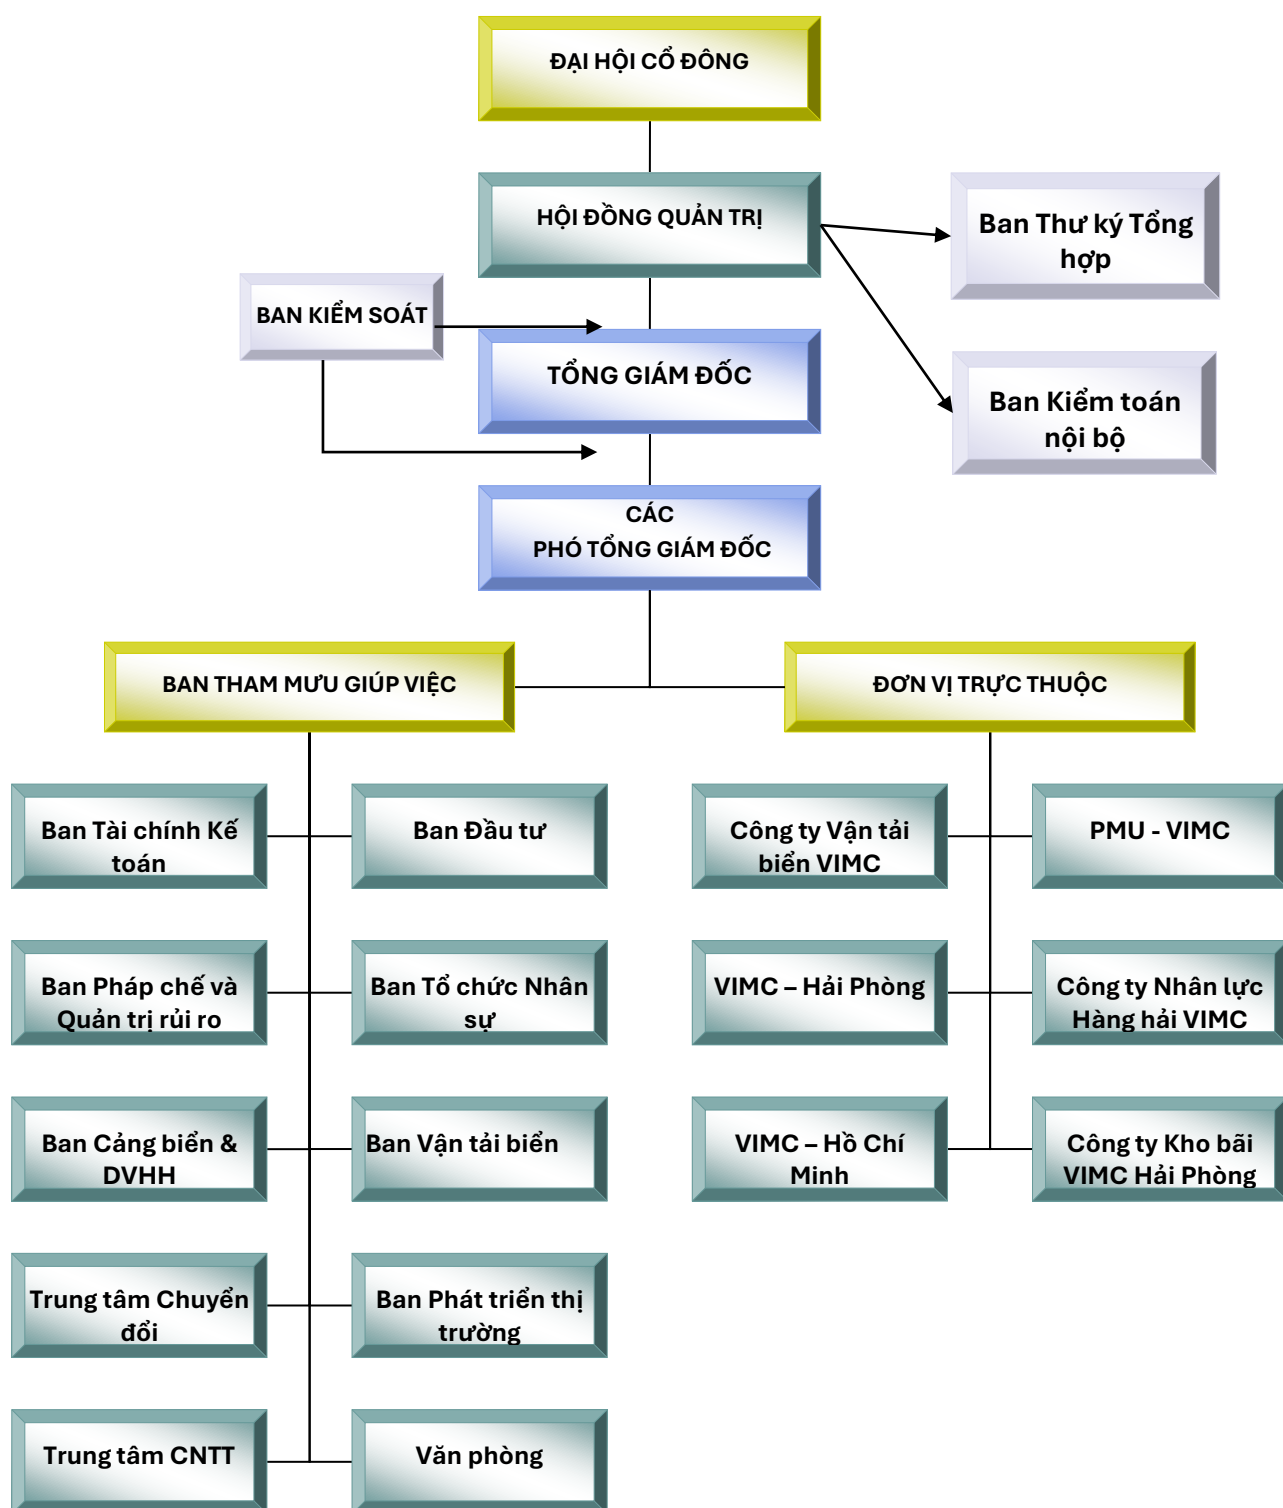 ĐẠI HỘI CỔ ĐÔNG
HỘI ĐỒNG QUẢN TRỊ
Ban Thư ký Tổng
hợp
BAN KIỂM SOÁT
TỔNG GIÁM ĐỐC
Ban Kiểm toán
nội bộ
CÁC
PHÓ TỔNG GIÁM ĐỐC
BAN THAM MƯU GIÚP VIỆC
ĐƠN VỊ TRỰC THUỘC
Ban Tài chính Kế
toán
Ban Đầu tư
Công ty Vận tải
biển VIMC
PMU - VIMC
Ban Pháp chế và
Quản trị rủi ro
Ban Tổ chức Nhân
sự
VIMC – Hải Phòng
Công ty Nhân lực
Hàng hải VIMC
Ban Cảng biển &
DVHH
Ban Vận tải biển
VIMC – Hồ Chí
Minh
Công ty Kho bãi
VIMC Hải Phòng
Trung tâm Chuyển
đổi
Ban Phát triển thị
trường
Trung tâm CNTT
Văn phòng